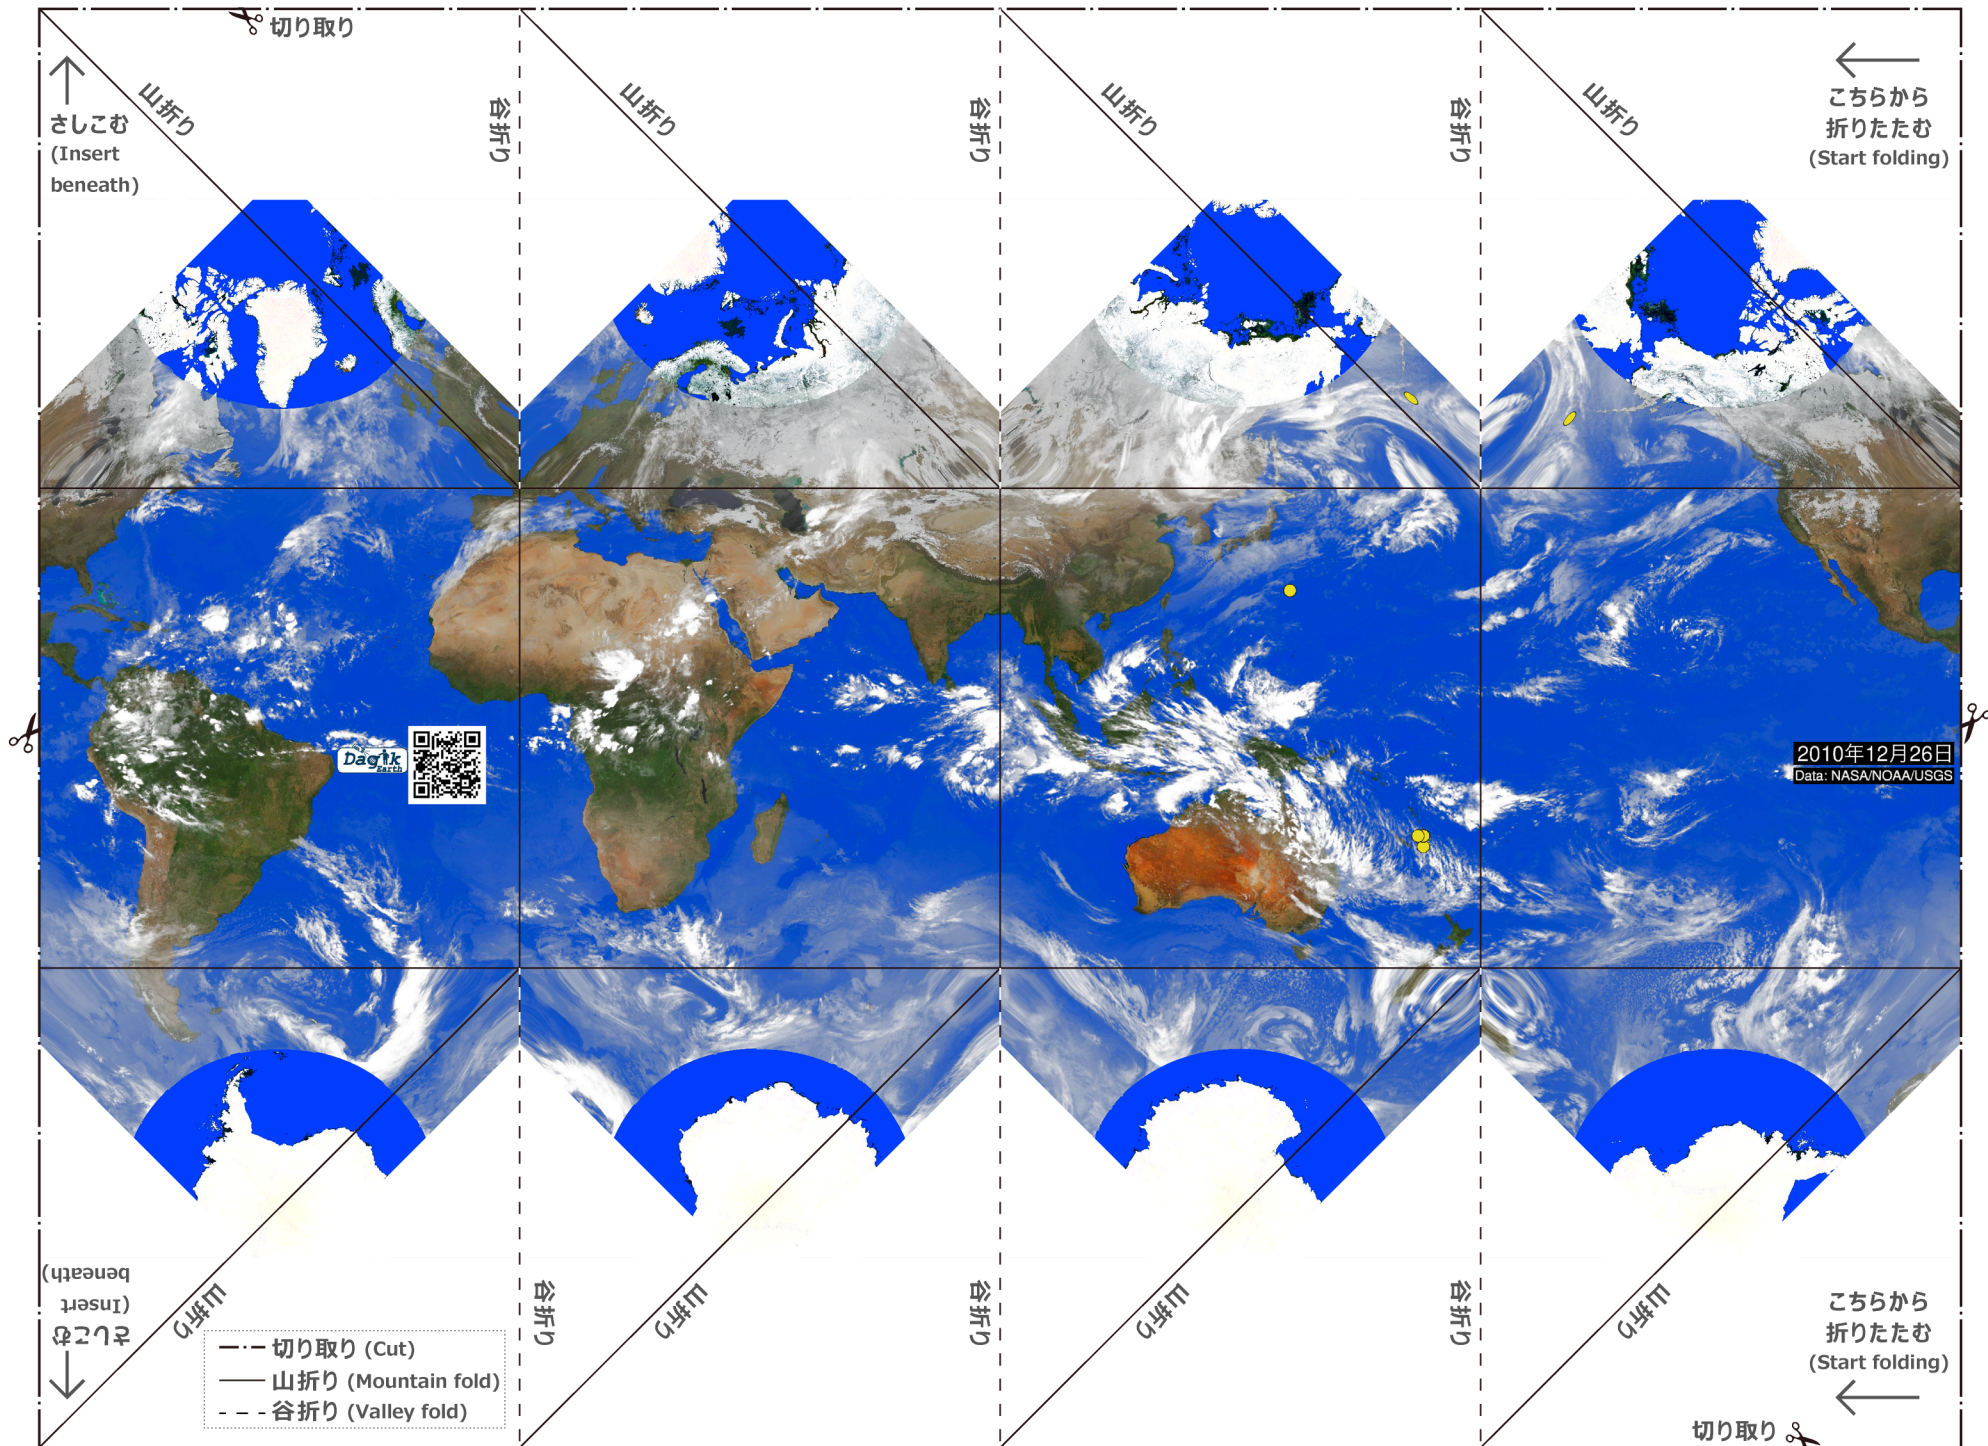 切り取り
山折り
谷折り
山折り
谷折り
山折り
谷折り
山折り
さしこむ
(Insert
beneath)
こちらから
折りたたむ
(Start folding)
Dagik
Earth
2010年12月26日
Data: NASA/NOAA/USGS
さしこむ
(Insert
beneath)
山折り
谷折り
山折り
谷折り
山折り
谷折り
山折り
こちらから
折りたたむ
(Start folding)
切り取り (Cut)
山折り (Mountain fold)
谷折り (Valley fold)
切り取り